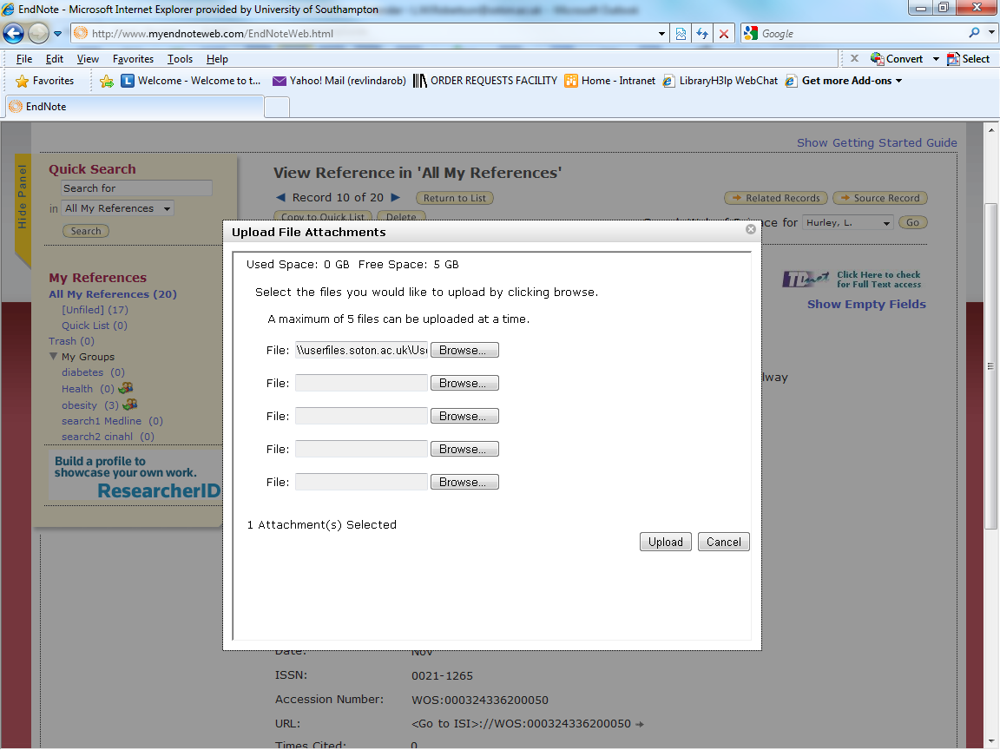 EndNote - Microsoft Internet Explorer provided by University of Southampton
http://www.myendnoteweb.com/EndNoteWeb.html
Google
File Edit View Favorites Tools Help
Convert Select
Favorites
Welcome - Welcome to t...
Yahoo! Mail (revlindarob)
ORDER REQUESTS FACILITY
Home - Intranet
LibraryH3lp WebChat
Get more Add-ons
EndNote
Show Getting Started Guide
Hide Panel
Quick Search
Search for
in All My References
Search
My References
All My References (20)
[Unfiled] (17)
Quick List (0)
Trash (0)
My Groups
diabetes (0)
Health (0)
obesity (3)
search1 Medline (0)
search2 cinahl (0)
Build a profile to
showcase your own work.
ResearcherID
View Reference in 'All My References'
Record 10 of 20 Return to List
Related Records Source Record
Copy to Quick List Delete
for Hurley, L. Go
Click Here to check
for Full Text access
Show Empty Fields
lway
Upload File Attachments
Used Space: 0 GB Free Space: 5 GB
Select the files you would like to upload by clicking browse.
A maximum of 5 files can be uploaded at a time.
File: \\userfiles.soton.ac.uk\Use Browse...
File: Browse...
File: Browse...
File: Browse...
File: Browse...
1 Attachment(s) Selected
Upload Cancel
Date: Nov
ISSN: 0021-1265
Accession Number: WOS:000324336200050
URL: <Go to ISI>://WOS:000324336200050
Times Cited: 0